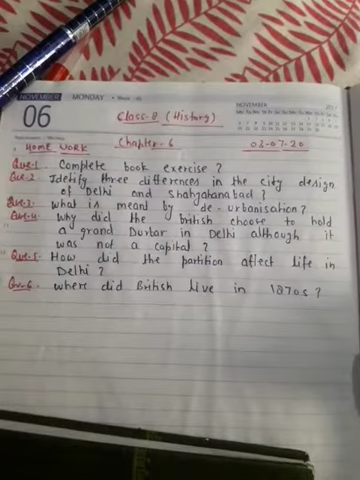 NOVEMBER MONDAY
06
NOVEMBER 2017
Class-8 (History)
HOME WORK Chapter-6 03-07-20
Que-1 Complete book exercise ?
Que-2 Idetify three differences in the city design
of Delhi and Shahjahanabad ?
Que-3 what is meant by de-urbanisation ?
Que-4 why did the british choose to hold
a grand Durbar in Delhi although it
was not a capital ?
Que-5 How did the partition affect life in
Delhi ?
Que-6 where did British live in 1870s ?